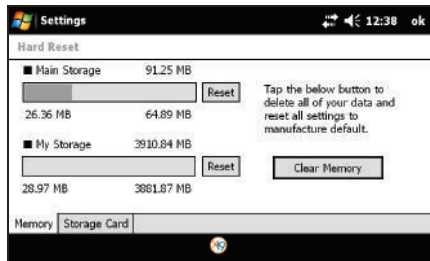 Settings 12:38 ok
Hard Reset
■ Main Storage 91.25 MB
Reset
26.36 MB 64.89 MB
■ My Storage 3910.84 MB
Reset
28.97 MB 3881.87 MB
Tap the below button to
delete all of your data and
reset all settings to
manufacture default.
Clear Memory
Memory Storage Card